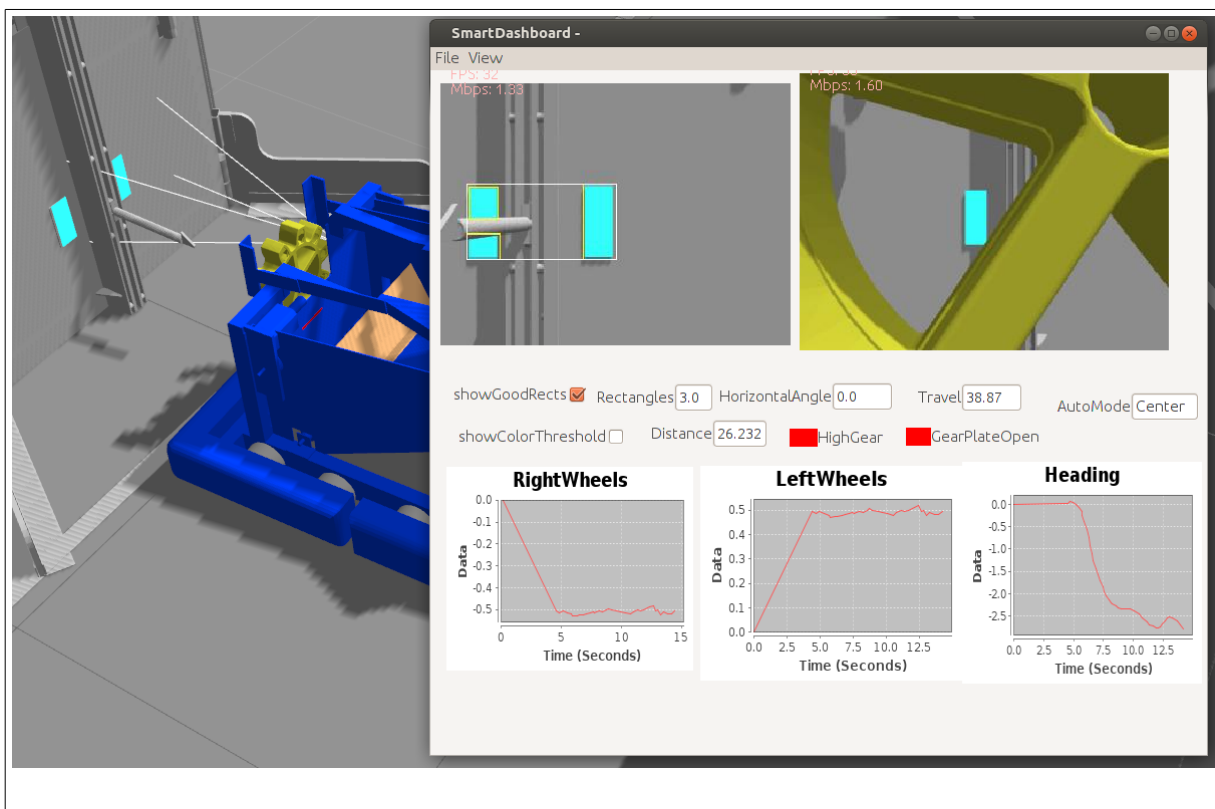 SmartDashboard -
File View
FPS: 32
Mbps: 1.33
Mbps: 1.60
showGoodRects Rectangles 3.0 HorizontalAngle 0.0 Travel 38.87 AutoMode Center
showColorThreshold Distance 26.232 HighGear GearPlateOpen
RightWheels
0.0
-0.1
-0.2
-0.3
-0.4
-0.5
Data
0 5 10 15
Time (Seconds)
LeftWheels
0.5
0.4
0.3
0.2
0.1
0.0
Data
0.0 2.5 5.0 7.5 10.0 12.5
Time (Seconds)
Heading
0.0
-0.5
-1.0
-1.5
-2.0
-2.5
Data
0.0 2.5 5.0 7.5 10.0 12.5
Time (Seconds)